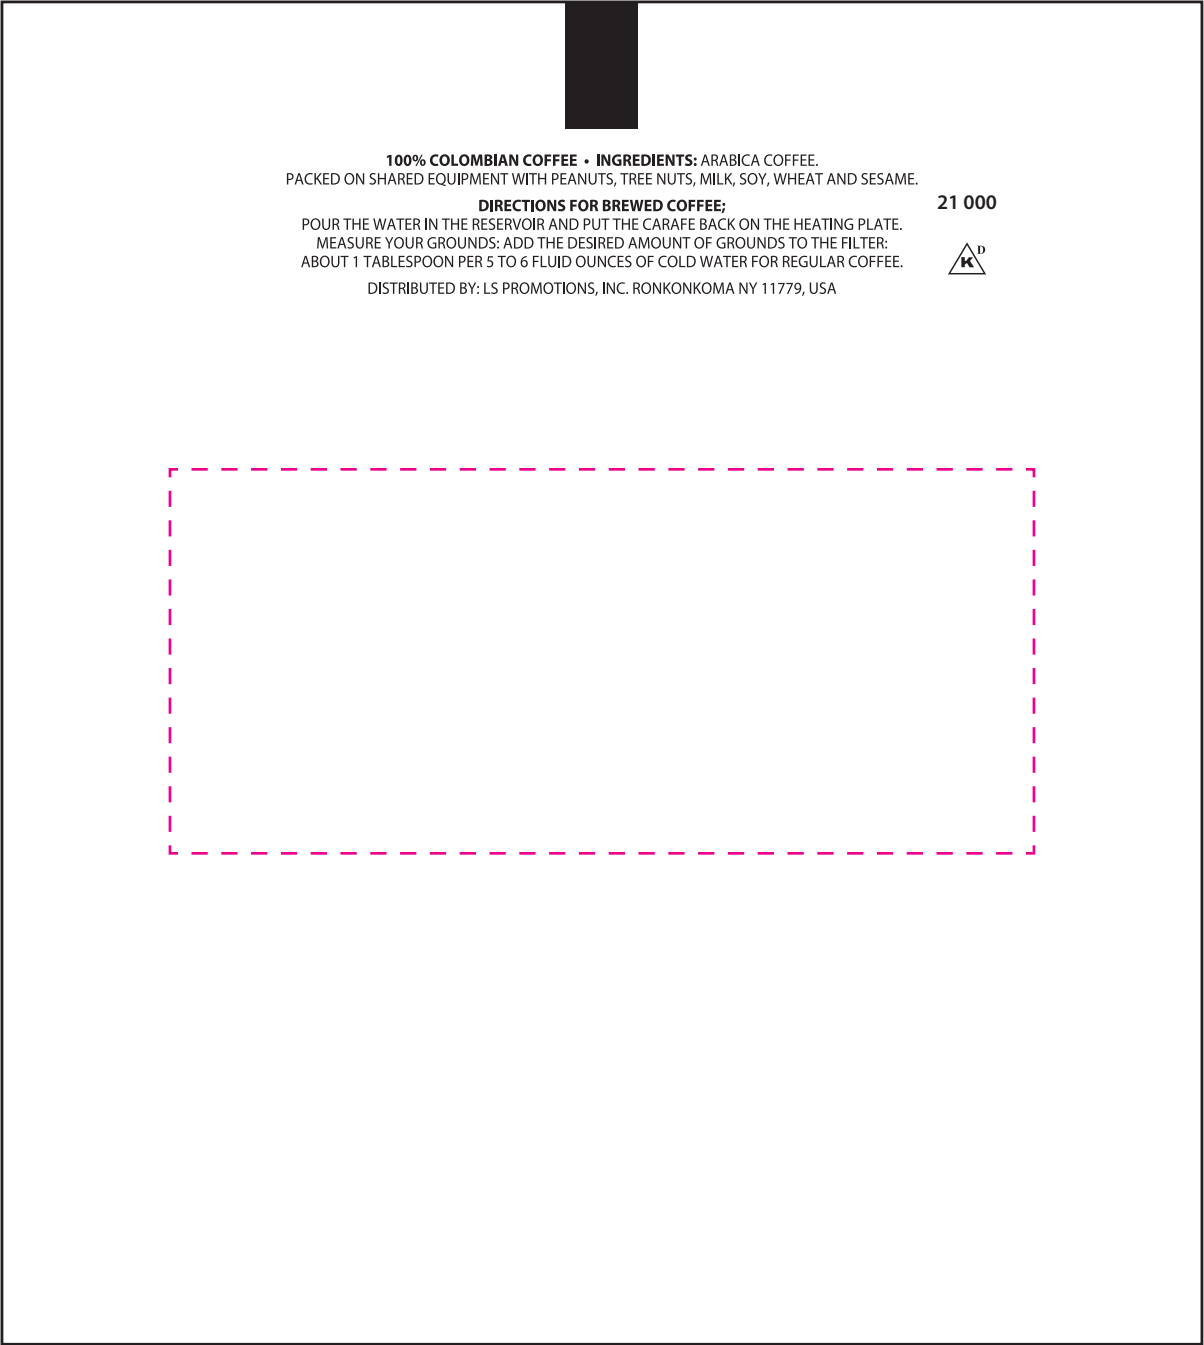 100% COLOMBIAN COFFEE • INGREDIENTS: ARABICA COFFEE.
PACKED ON SHARED EQUIPMENT WITH PEANUTS, TREE NUTS, MILK, SOY, WHEAT AND SESAME.
DIRECTIONS FOR BREWED COFFEE;
POUR THE WATER IN THE RESERVOIR AND PUT THE CARAFE BACK ON THE HEATING PLATE.
MEASURE YOUR GROUNDS: ADD THE DESIRED AMOUNT OF GROUNDS TO THE FILTER:
ABOUT 1 TABLESPOON PER 5 TO 6 FLUID OUNCES OF COLD WATER FOR REGULAR COFFEE.
DISTRIBUTED BY: LS PROMOTIONS, INC. RONKONKOMA NY 11779, USA
21 000
K D